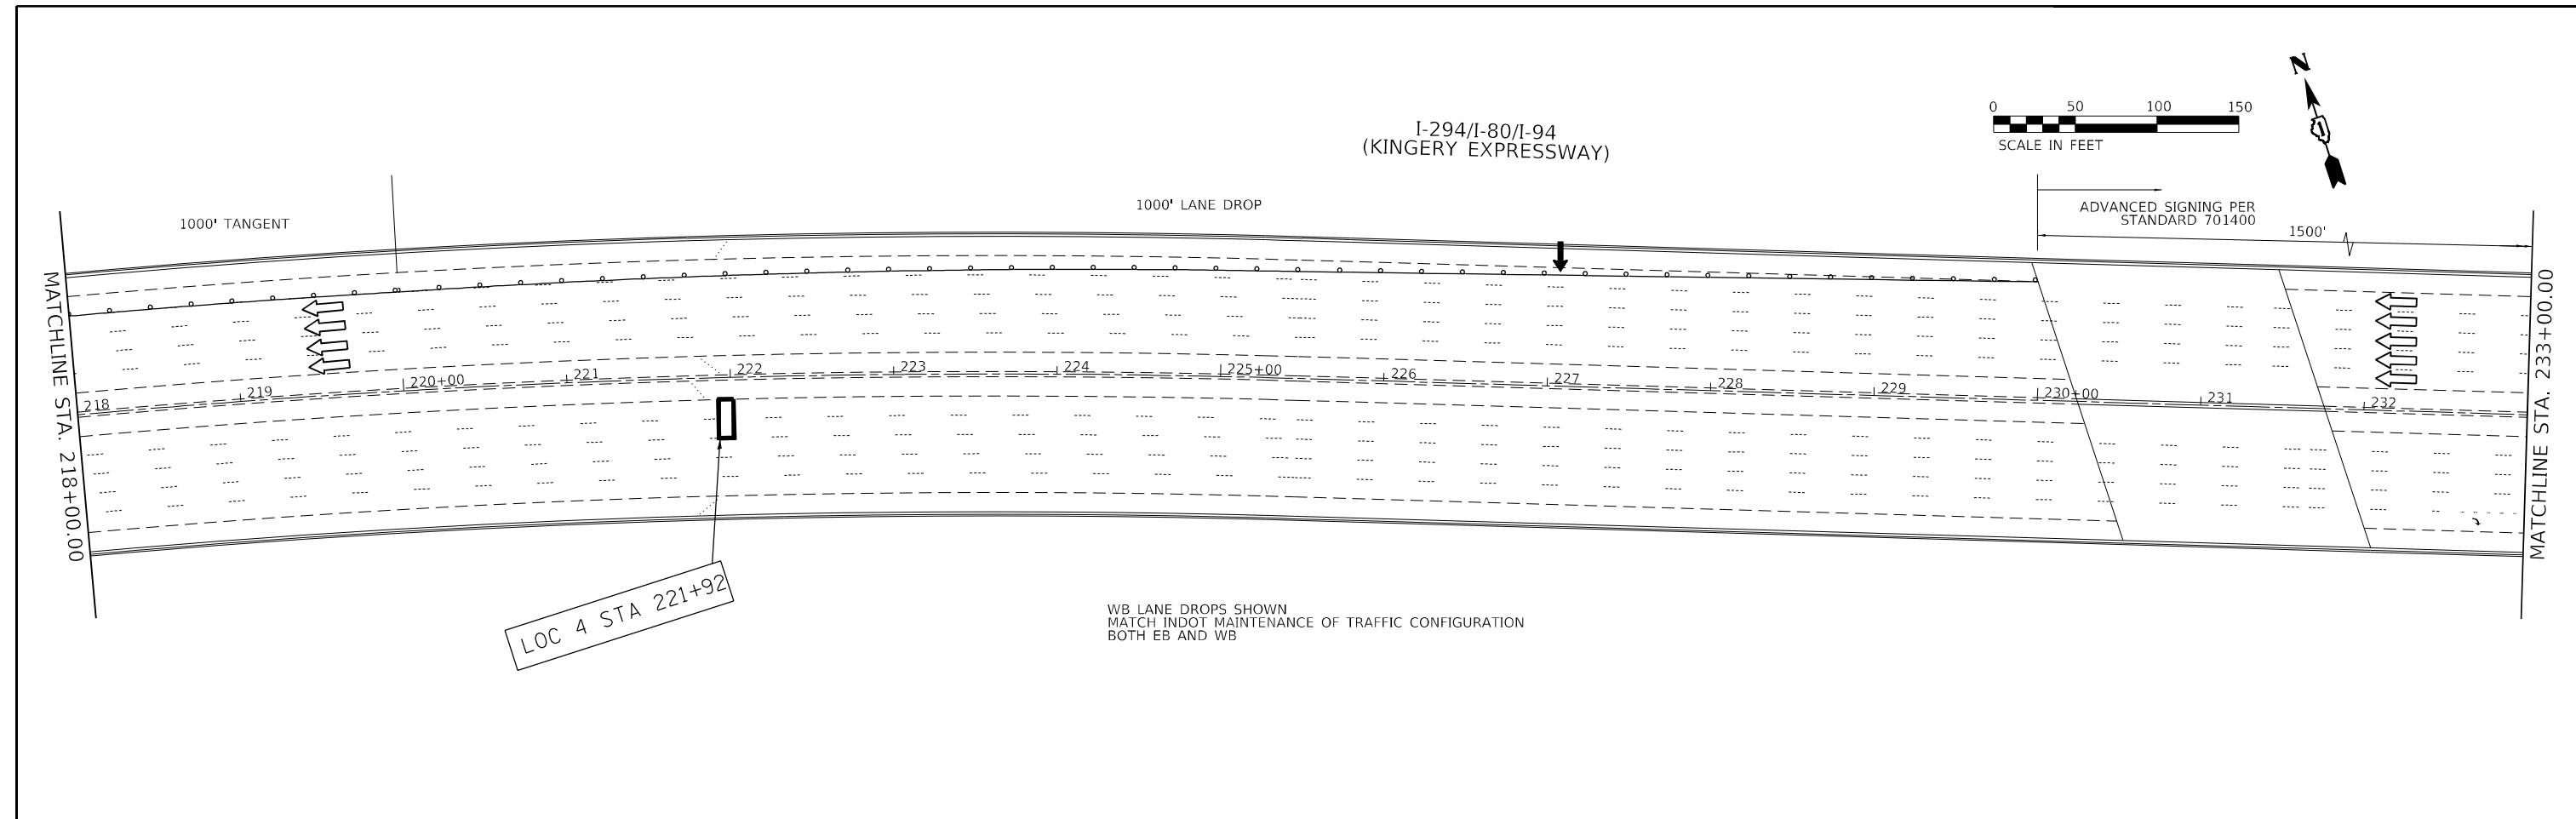 N
0 50 100 150
SCALE IN FEET
I-294/I-80/I-94
(KINGERY EXPRESSWAY)
1000' TANGENT
1000' LANE DROP
ADVANCED SIGNING PER
STANDARD 701400
1500'
MATCHLINE STA. 218+00.00
218 219 220+00 221 222 223 224 225+00 226 227 228 229 230+00 231 232
MATCHLINE STA. 233+00.00
LOC 4 STA 221+92
WB LANE DROPS SHOWN
MATCH INDOT MAINTENANCE OF TRAFFIC CONFIGURATION
BOTH EB AND WB